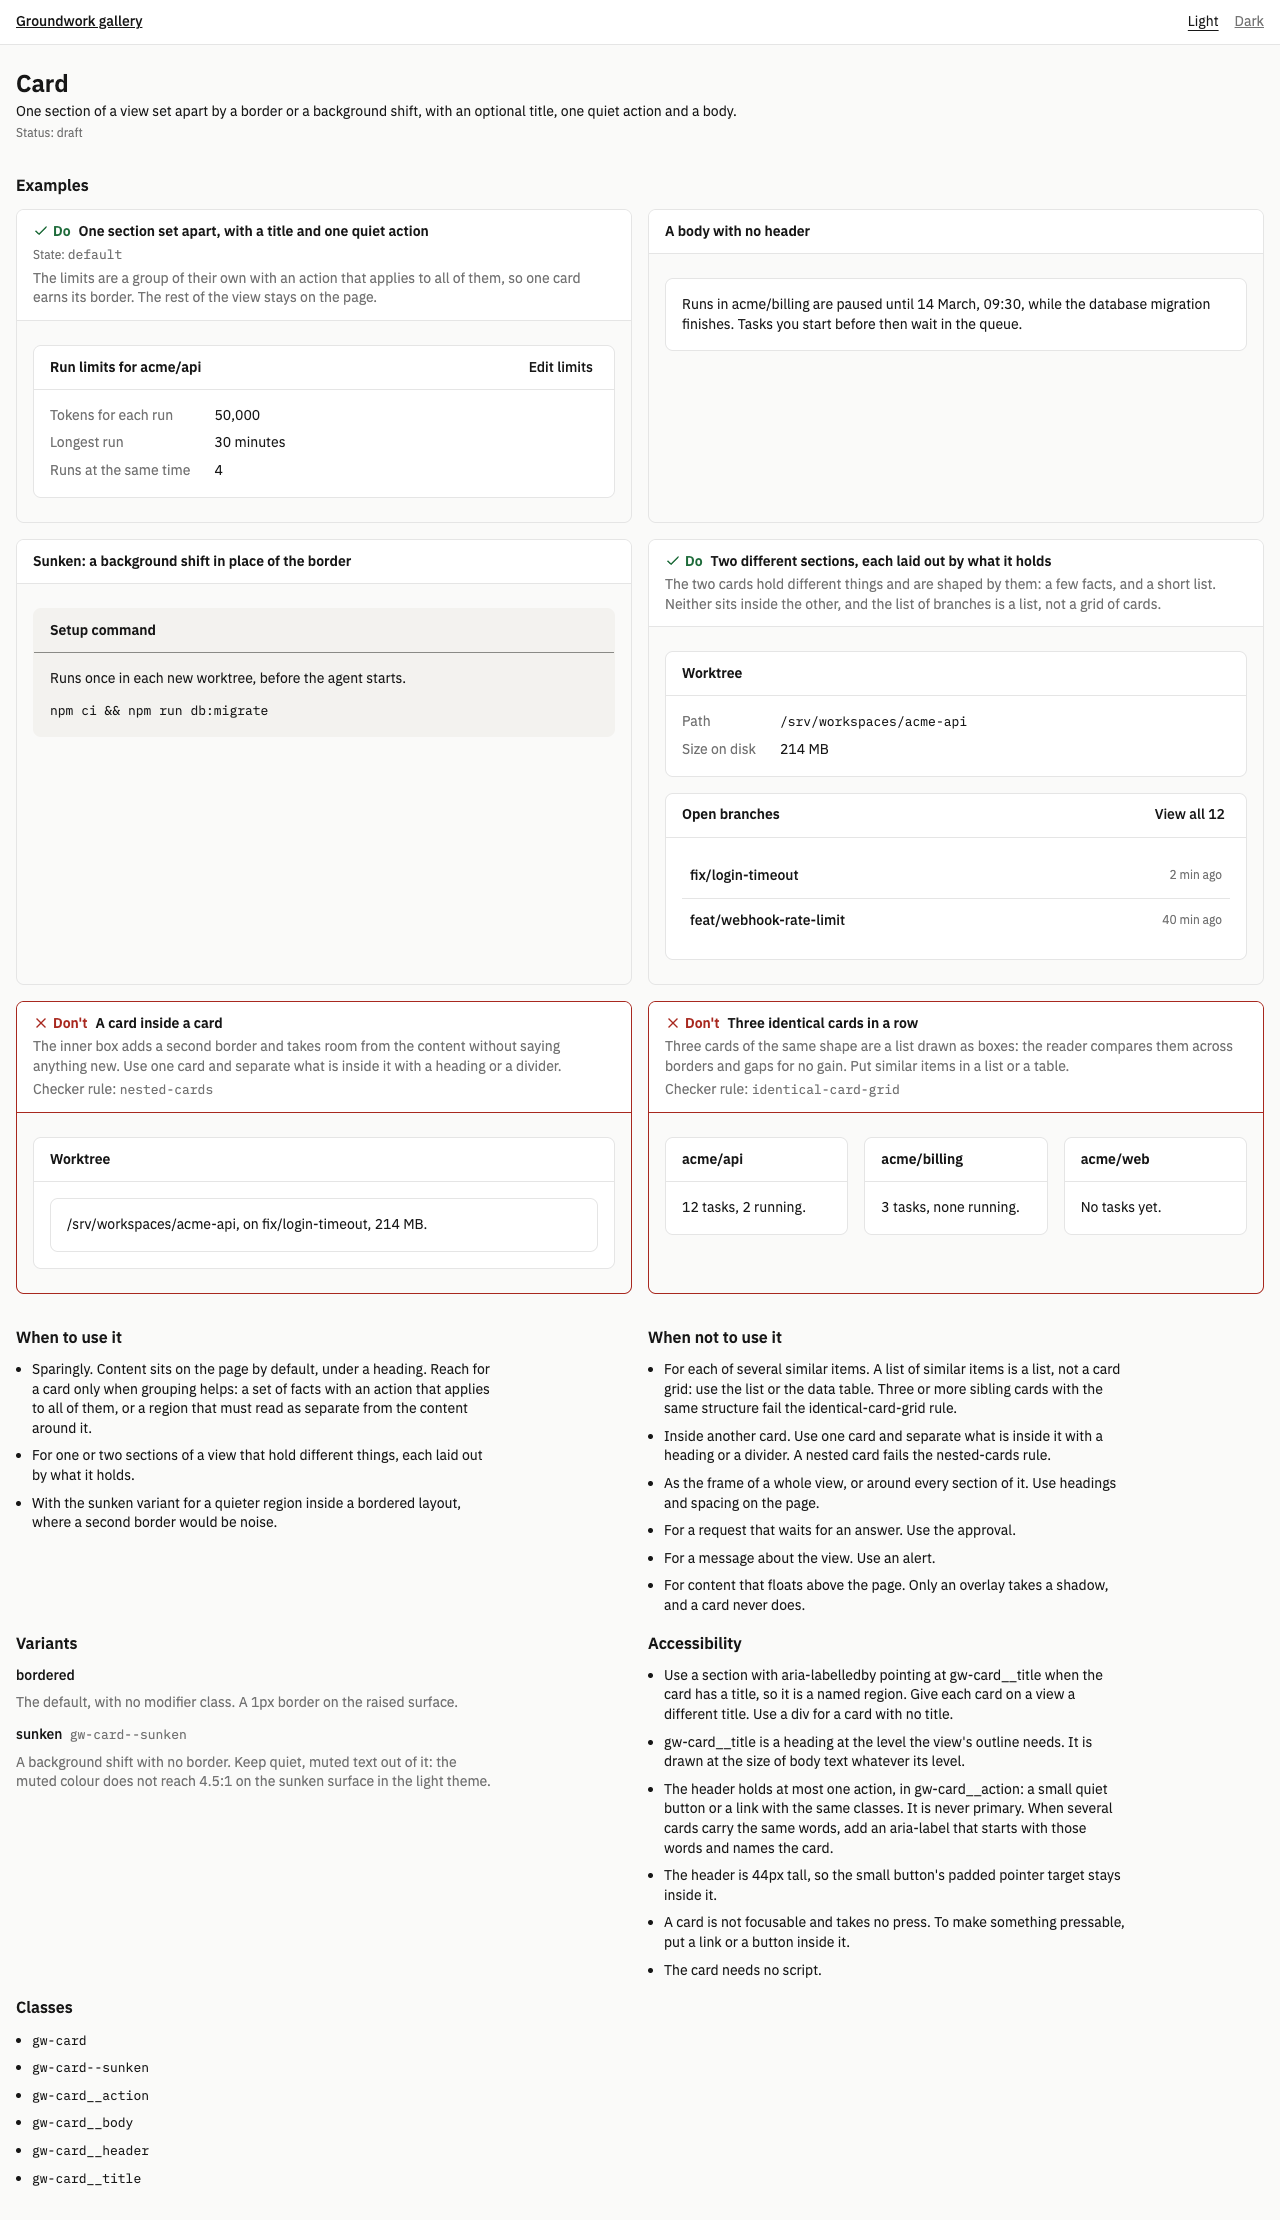 Groundwork gallery
Light Dark
Card
One section of a view set apart by a border or a background shift, with an optional title, one quiet action and a body.
Status: draft
Examples
Do One section set apart, with a title and one quiet action
State: default
The limits are a group of their own with an action that applies to all of them, so one card
earns its border. The rest of the view stays on the page.
Run limits for acme/api Edit limits
Tokens for each run 50,000
Longest run 30 minutes
Runs at the same time 4
A body with no header
Runs in acme/billing are paused until 14 March, 09:30, while the database migration
finishes. Tasks you start before then wait in the queue.
Sunken: a background shift in place of the border
Setup command
Runs once in each new worktree, before the agent starts.
npm ci && npm run db:migrate
Do Two different sections, each laid out by what it holds
The two cards hold different things and are shaped by them: a few facts, and a short list.
Neither sits inside the other, and the list of branches is a list, not a grid of cards.
Worktree
Path /srv/workspaces/acme-api
Size on disk 214 MB
Open branches View all 12
fix/login-timeout 2 min ago
feat/webhook-rate-limit 40 min ago
Don't A card inside a card
The inner box adds a second border and takes room from the content without saying
anything new. Use one card and separate what is inside it with a heading or a divider.
Checker rule: nested-cards
Worktree
/srv/workspaces/acme-api, on fix/login-timeout, 214 MB.
Don't Three identical cards in a row
Three cards of the same shape are a list drawn as boxes: the reader compares them across
borders and gaps for no gain. Put similar items in a list or a table.
Checker rule: identical-card-grid
acme/api
12 tasks, 2 running.
acme/billing
3 tasks, none running.
acme/web
No tasks yet.
When to use it
• Sparingly. Content sits on the page by default, under a heading. Reach for
a card only when grouping helps: a set of facts with an action that applies
to all of them, or a region that must read as separate from the content
around it.
• For one or two sections of a view that hold different things, each laid out
by what it holds.
• With the sunken variant for a quieter region inside a bordered layout,
where a second border would be noise.
When not to use it
• For each of several similar items. A list of similar items is a list, not a card
grid: use the list or the data table. Three or more sibling cards with the
same structure fail the identical-card-grid rule.
• Inside another card. Use one card and separate what is inside it with a
heading or a divider. A nested card fails the nested-cards rule.
• As the frame of a whole view, or around every section of it. Use headings
and spacing on the page.
• For a request that waits for an answer. Use the approval.
• For a message about the view. Use an alert.
• For content that floats above the page. Only an overlay takes a shadow,
and a card never does.
Variants
bordered
The default, with no modifier class. A 1px border on the raised surface.
sunken gw-card--sunken
A background shift with no border. Keep quiet, muted text out of it: the
muted colour does not reach 4.5:1 on the sunken surface in the light theme.
Accessibility
• Use a section with aria-labelledby pointing at gw-card__title when the
card has a title, so it is a named region. Give each card on a view a
different title. Use a div for a card with no title.
• gw-card__title is a heading at the level the view's outline needs. It is
drawn at the size of body text whatever its level.
• The header holds at most one action, in gw-card__action: a small quiet
button or a link with the same classes. It is never primary. When several
cards carry the same words, add an aria-label that starts with those
words and names the card.
• The header is 44px tall, so the small button's padded pointer target stays
inside it.
• A card is not focusable and takes no press. To make something pressable,
put a link or a button inside it.
• The card needs no script.
Classes
• gw-card
• gw-card--sunken
• gw-card__action
• gw-card__body
• gw-card__header
• gw-card__title